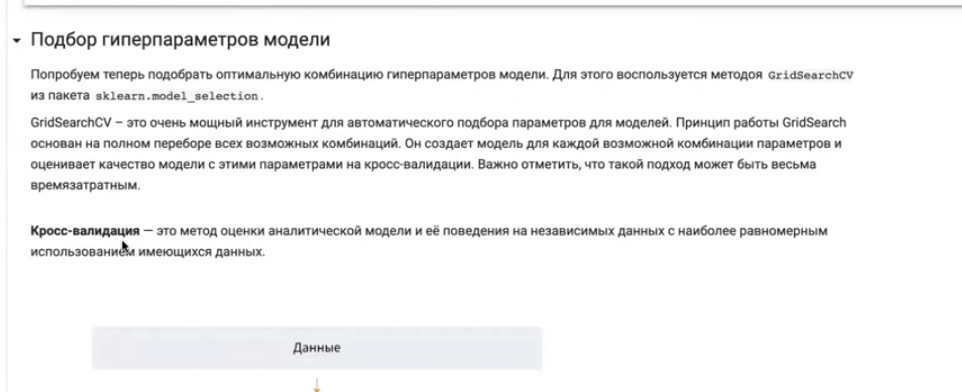 Подбор гиперпараметров модели
Попробуем теперь подобрать оптимальную комбинацию гиперпараметров модели. Для этого воспользуется методоя GridSearchCV
из пакета sklearn.model_selection.
GridSearchCV – это очень мощный инструмент для автоматического подбора параметров для моделей. Принцип работы GridSearch
основан на полном переборе всех возможных комбинаций. Он создает модель для каждой возможной комбинации параметров и
оценивает качество модели с этими параметрами на кросс-валидации. Важно отметить, что такой подход может быть весьма
времязатратным.
Кросс-валидация — это метод оценки аналитической модели и её поведения на независимых данных с наиболее равномерным
использованием имеющихся данных.
Данные